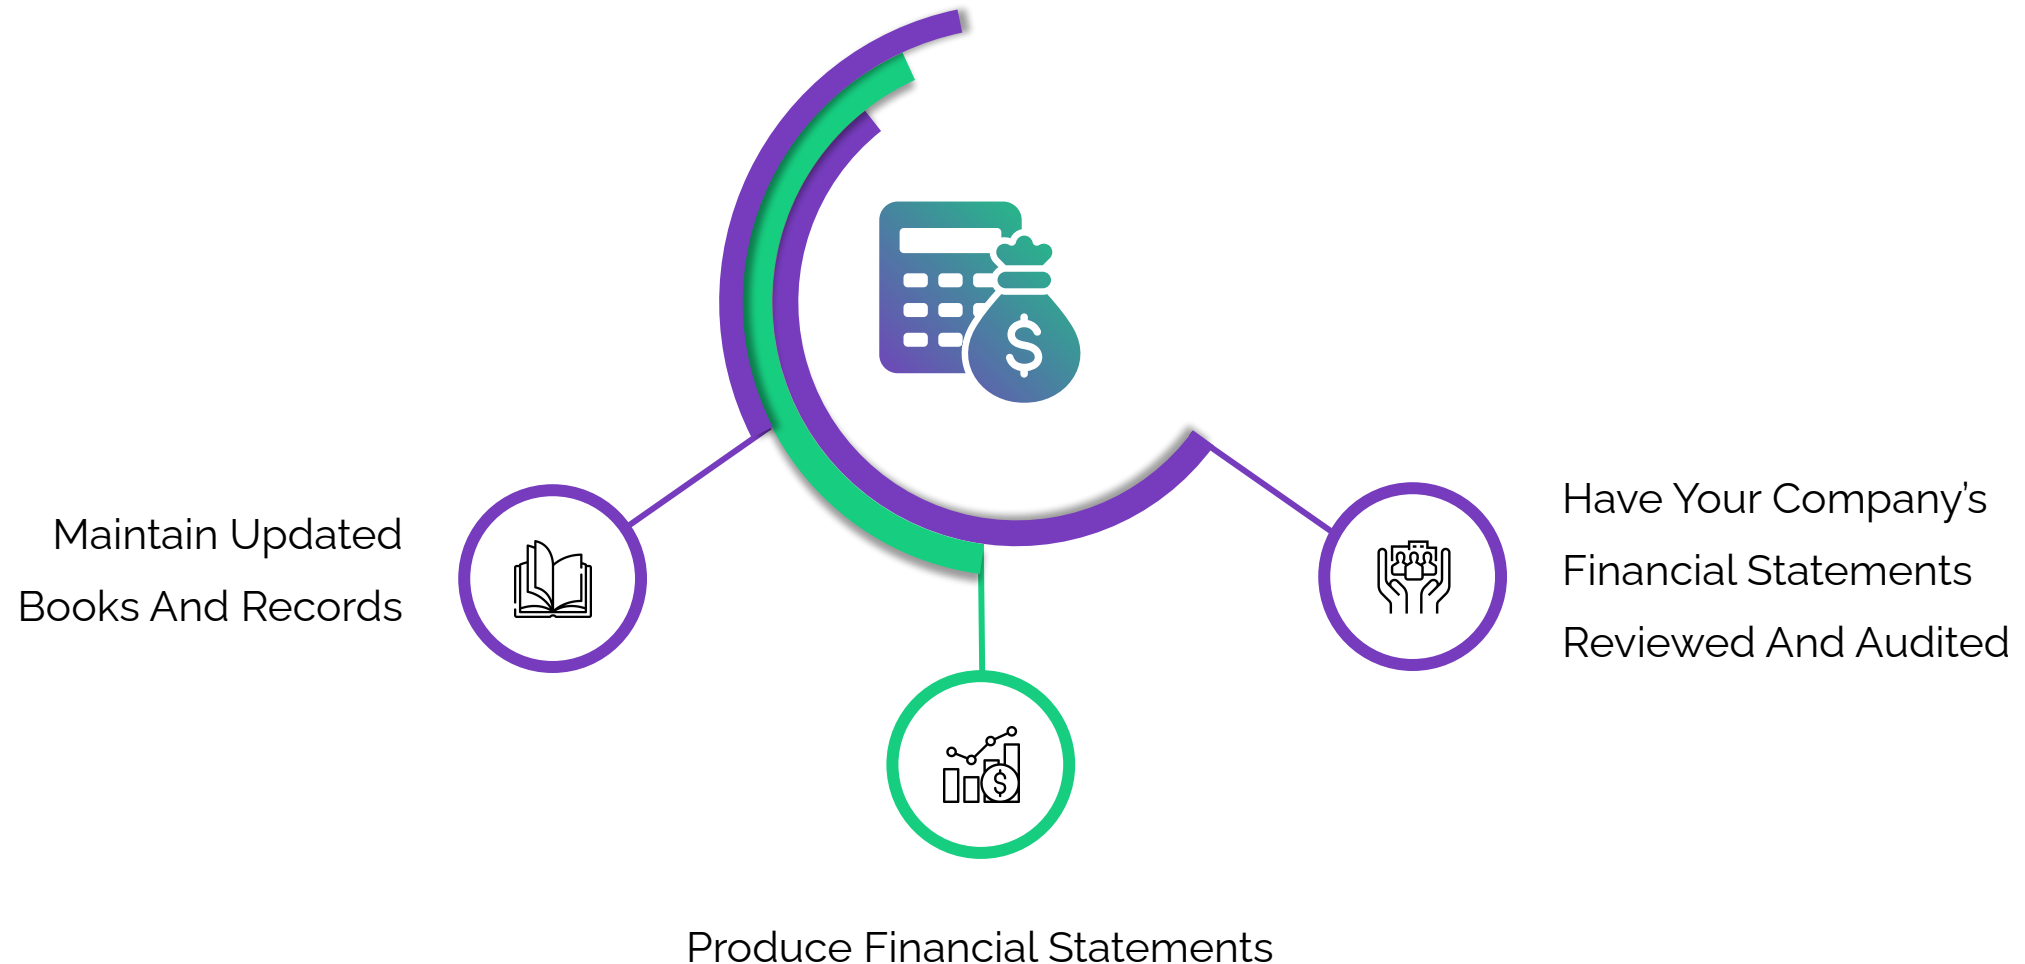 Maintain Updated
Books And Records
$
$
Produce Financial Statements
Have Your Company’s
Financial Statements
Reviewed And Audited